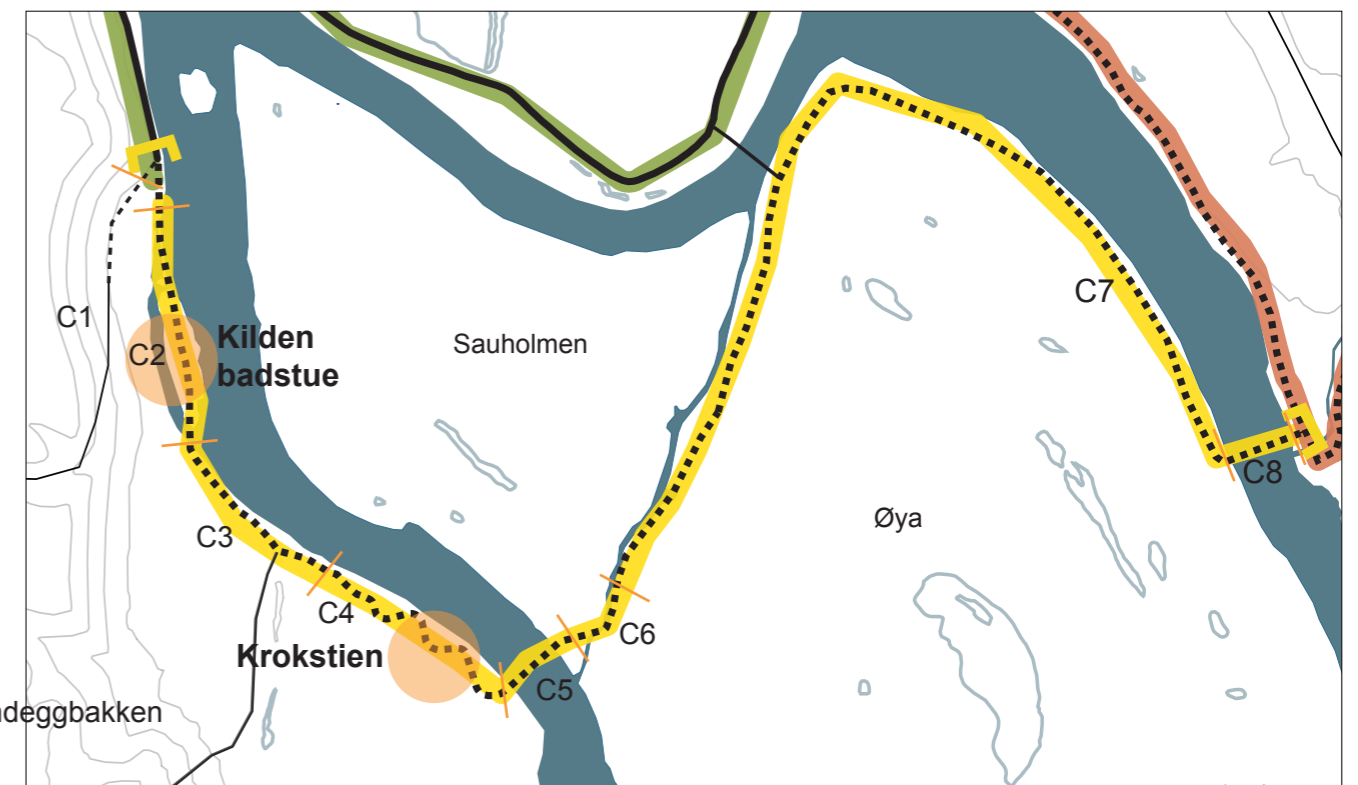 C7
C1
Kilden
badstue
Sauholmen
C2
C8
Øya
C3
C4
C6
Krokstien
C5
deggbakken